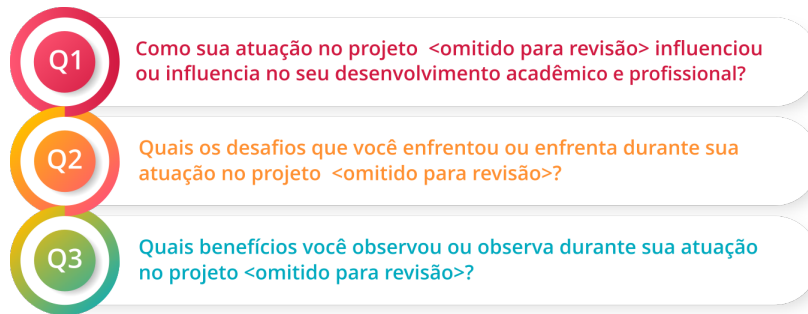 Q1
Como sua atuação no projeto <omitido para revisão> influenciou
ou influencia no seu desenvolvimento acadêmico e profissional?
Q2
Quais os desafios que você enfrentou ou enfrenta durante sua
atuação no projeto <omitido para revisão>?
Q3
Quais benefícios você observou ou observa durante sua atuação
no projeto <omitido para revisão>?